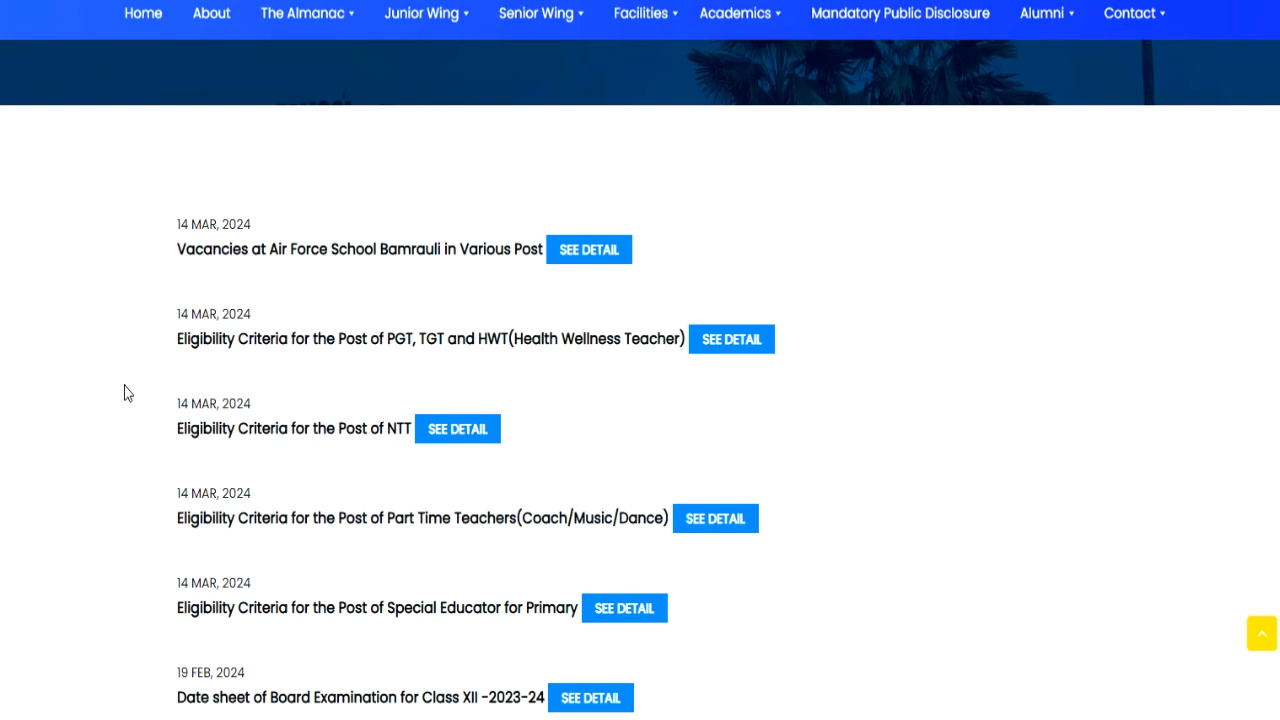 Home About The Almanac Junior Wing Senior Wing Facilities Academics Mandatory Public Disclosure Alumni Contact
14 MAR, 2024
Vacancies at Air Force School Bamrauli in Various Post SEE DETAIL
14 MAR, 2024
Eligibility Criteria for the Post of PGT, TGT and HWT(Health Wellness Teacher) SEE DETAIL
14 MAR, 2024
Eligibility Criteria for the Post of NTT SEE DETAIL
14 MAR, 2024
Eligibility Criteria for the Post of Part Time Teachers(Coach/Music/Dance) SEE DETAIL
14 MAR, 2024
Eligibility Criteria for the Post of Special Educator for Primary SEE DETAIL
19 FEB, 2024
Date sheet of Board Examination for Class XII -2023-24 SEE DETAIL